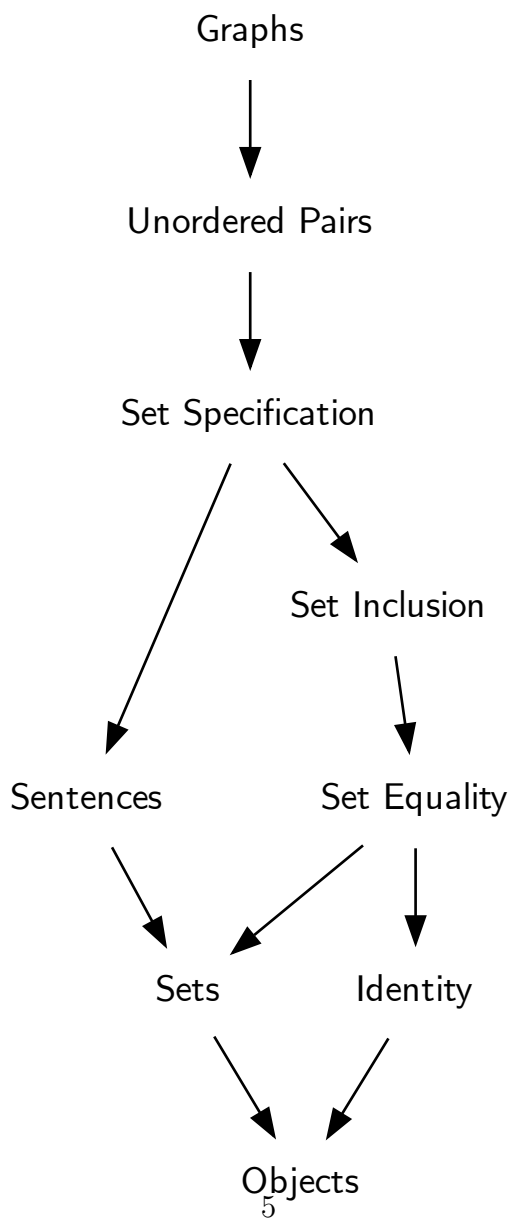 Graphs
Unordered Pairs
Set Specification
Set Inclusion
Sentences
Set Equality
Sets
Identity
Objects
5